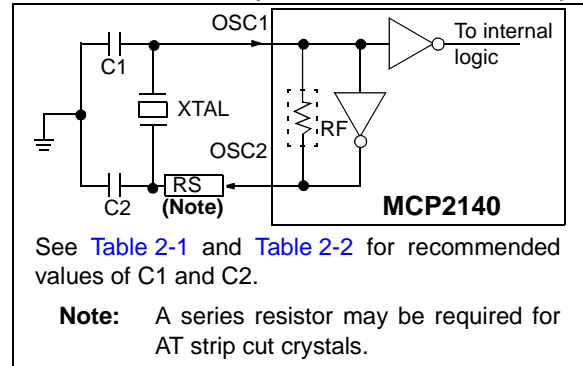 OSC1
To internal
logic
C1
XTAL
RF
OSC2
RS
C2
(Note)
MCP2140
See Table 2-1 and Table 2-2 for recommended
values of C1 and C2.
Note: A series resistor may be required for
AT strip cut crystals.